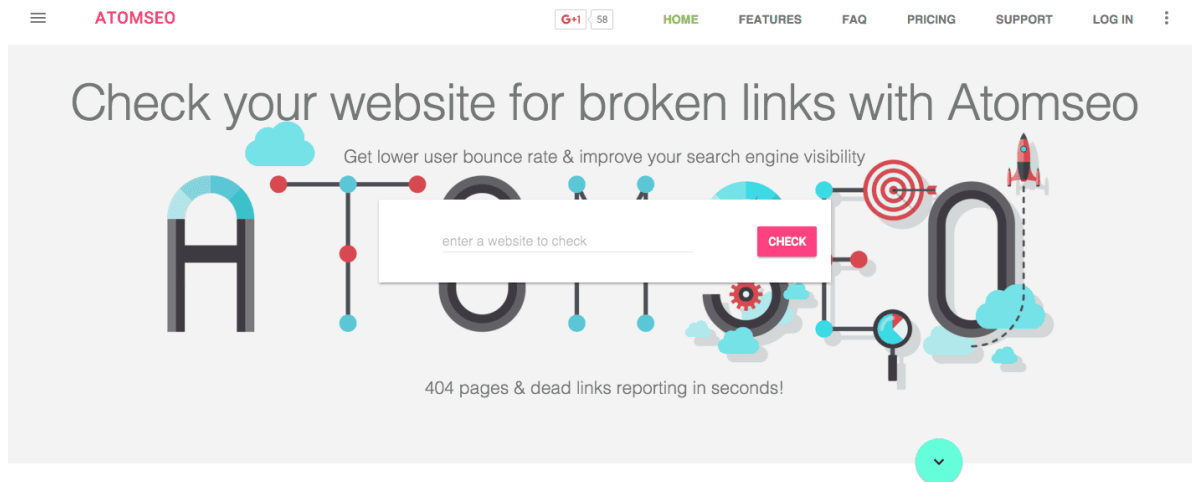 ATOMSEO G+1 58 HOME FEATURES FAQ PRICING SUPPORT LOG IN
Check your website for broken links with Atomseo
Get lower user bounce rate & improve your search engine visibility
ATOMSEO
enter a website to check CHECK
404 pages & dead links reporting in seconds!